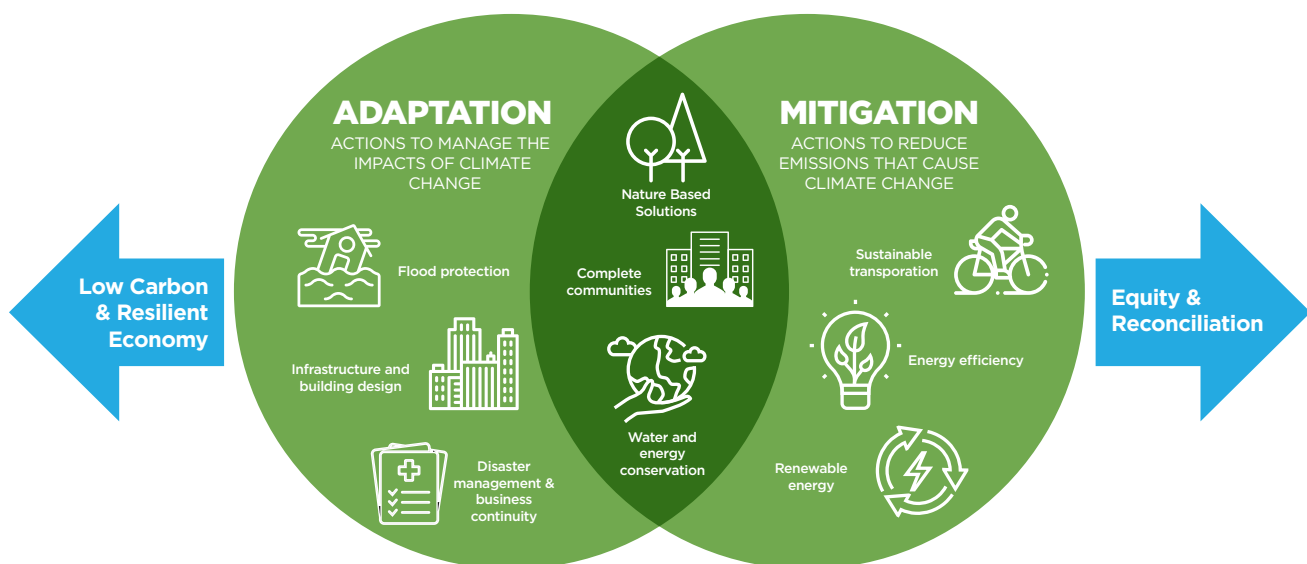 ADAPTATION
ACTIONS TO MANAGE THE
IMPACTS OF CLIMATE
CHANGE
Flood protection
Infrastructure and
building design
Disaster
management &
business
continuity
Nature Based
Solutions
Complete
communities
Water and
energy
conservation
MITIGATION
ACTIONS TO REDUCE
EMISSIONS THAT CAUSE
CLIMATE CHANGE
Sustainable
transporation
Energy efficiency
Renewable
energy
Low Carbon
& Resilient
Economy
Equity &
Reconciliation